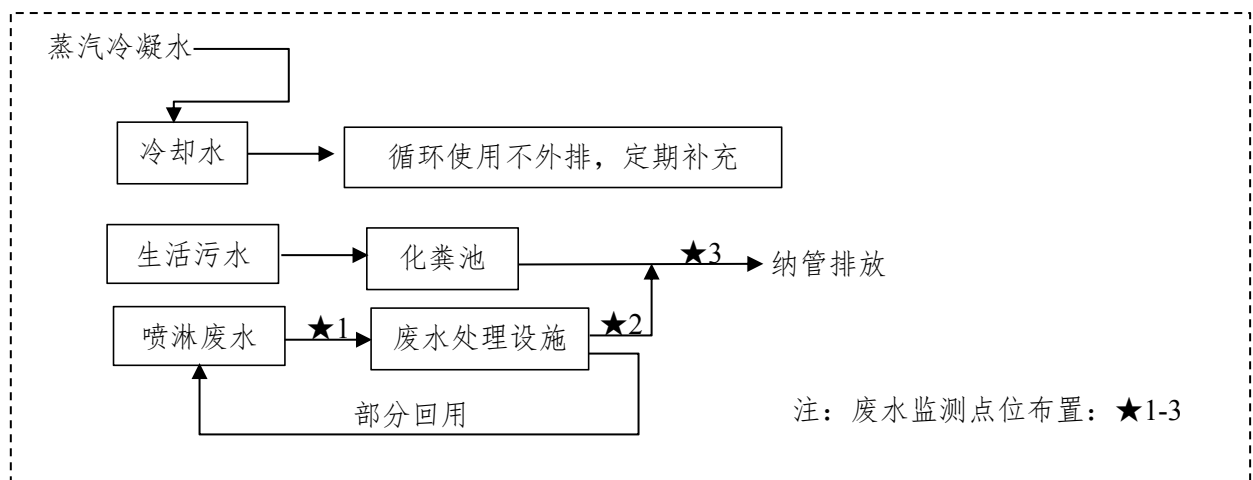 蒸汽冷凝水
冷却水
循环使用不外排，定期补充
生活污水
化粪池
★3
纳管排放
喷淋废水
★1
废水处理设施
★2
部分回用
注：废水监测点位布置：★1-3